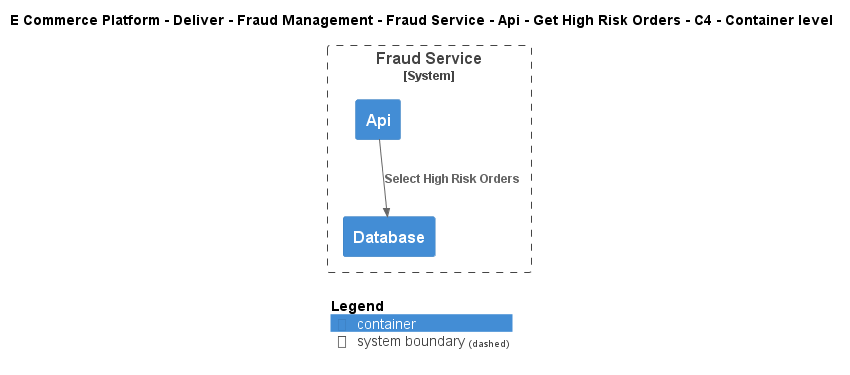 E Commerce Platform - Deliver - Fraud Management - Fraud Service - Api - Get High Risk Orders - C4 - Container level
Fraud Service
[System]
Api
Select High Risk Orders
Database
Legend
container
system boundary (dashed)